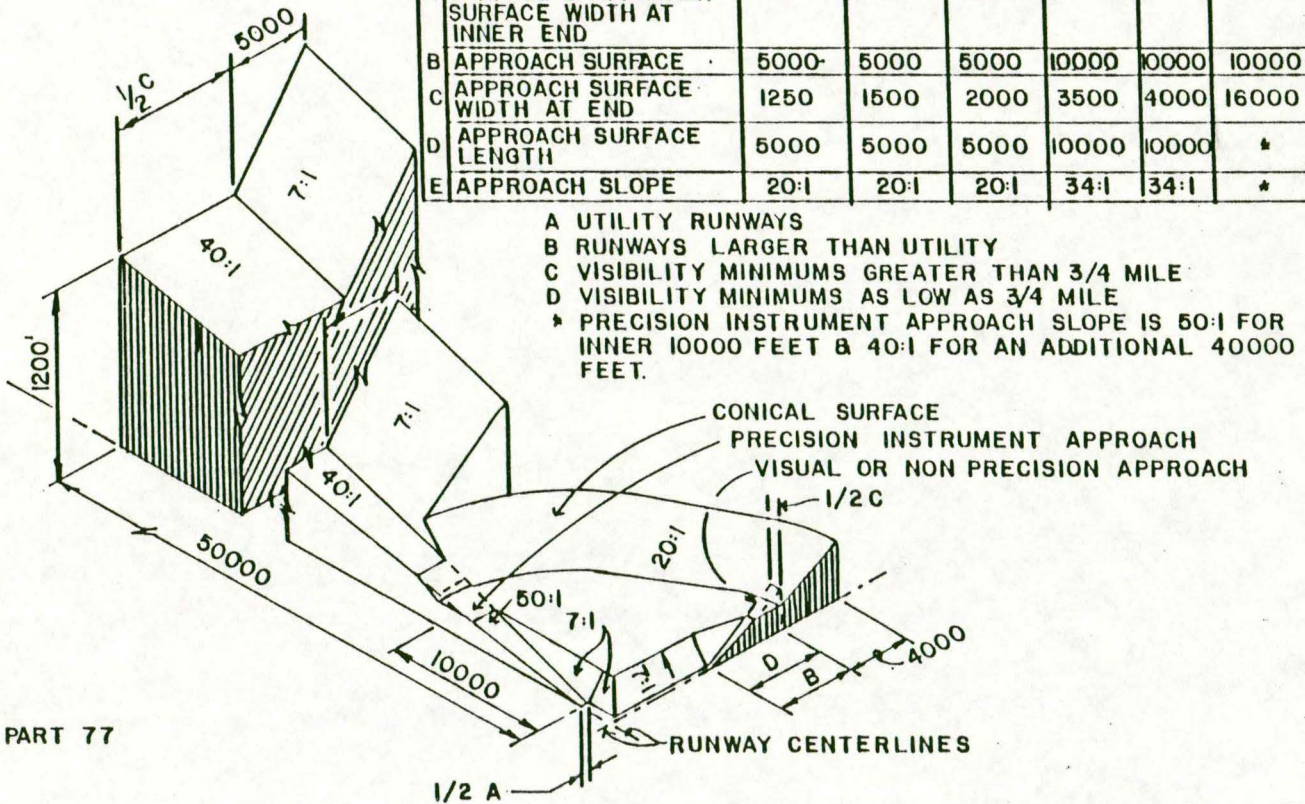 SURFACE WIDTH AT
INNER END
B APPROACH SURFACE 5000 5000 5000 10000 10000 10000
C APPROACH SURFACE WIDTH AT END 1250 1500 2000 3500 4000 16000
D APPROACH SURFACE LENGTH 5000 5000 5000 10000 10000 *
E APPROACH SLOPE 20:1 20:1 20:1 34:1 34:1 *
A UTILITY RUNWAYS
B RUNWAYS LARGER THAN UTILITY
C VISIBILITY MINIMUMS GREATER THAN 3/4 MILE
D VISIBILITY MINIMUMS AS LOW AS 3/4 MILE
* PRECISION INSTRUMENT APPROACH SLOPE IS 50:1 FOR
INNER 10000 FEET & 40:1 FOR AN ADDITIONAL 40000
FEET.
5000
1/2 C
7:1
40:1
1200'
7:1
CONICAL SURFACE
PRECISION INSTRUMENT APPROACH
VISUAL OR NON PRECISION APPROACH
1/2 C
40:1
20:1
50000
50:1
7:1
10000
7:1
D
B
4000
PART 77
RUNWAY CENTERLINES
1/2 A